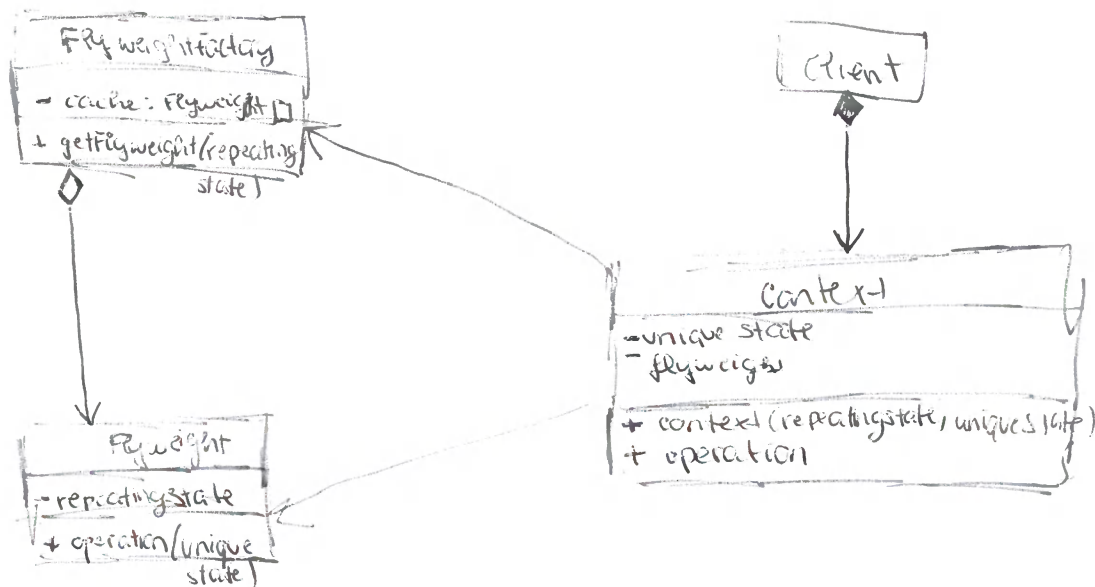 FlyweightFactory
- cache: Flyweight[]
+ getFlyweight(repeating
state)
Client
Context
- unique state
- flyweight
+ context(repeatingstate, uniquestate)
+ operation
Flyweight
- repeatingstate
+ operation(unique
state)